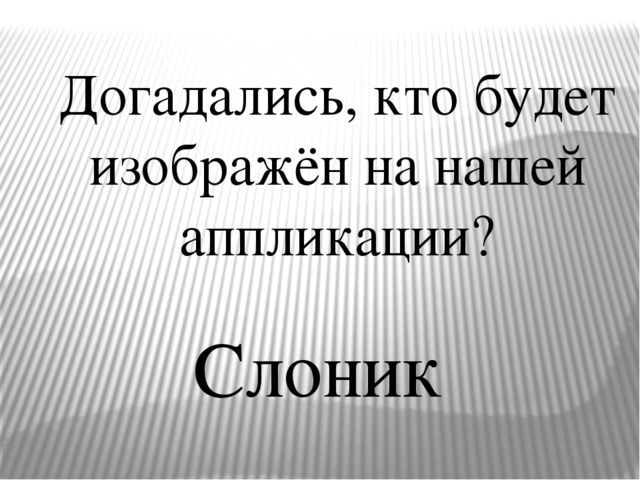 Догадались, кто будет
изображён на нашей
аппликации?
Слоник